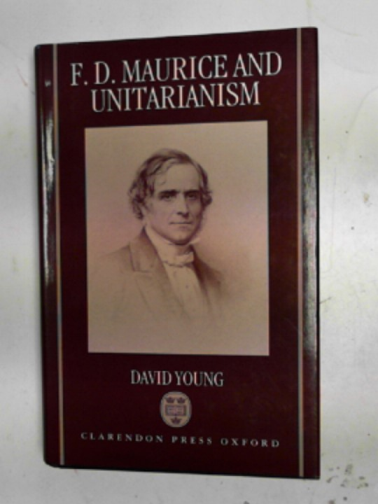 F. D. MAURICE AND
UNITARIANISM
DAVID YOUNG
CLARENDON PRESS OXFORD